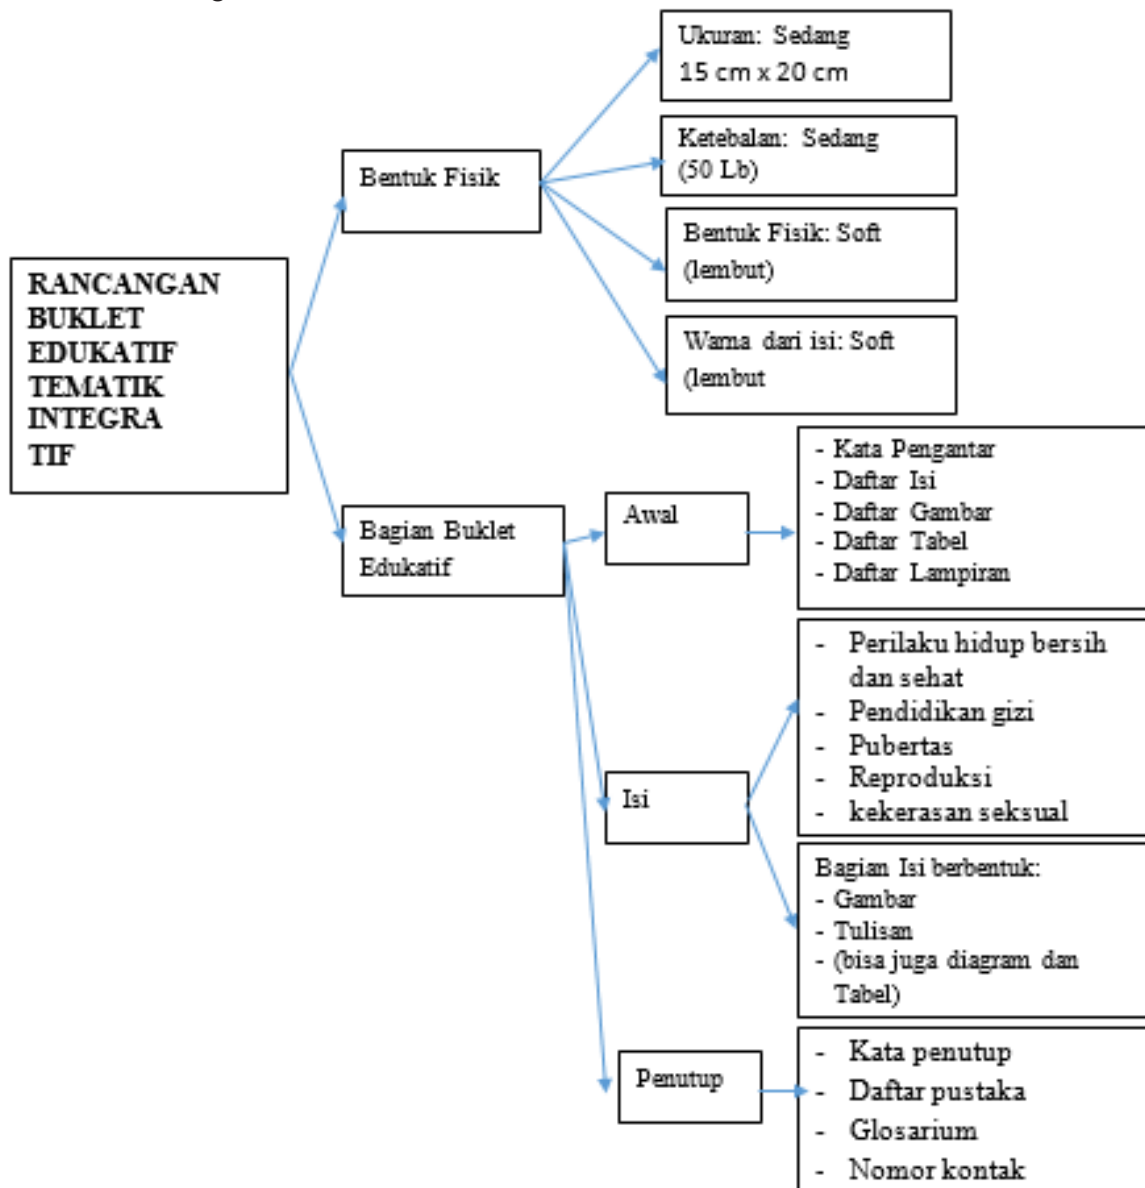 RANCANGAN
BUKLET
EDUKATIF
TEMATIK
INTEGRA
TIF
Bentuk Fisik
Ukuran: Sedang
15 cm x 20 cm
Ketebalan: Sedang
(50 Lb)
Bentuk Fisik: Soft
(lembut)
Warna dari isi: Soft
(lembut
Bagian Buklet
Edukatif
Awal
- Kata Pengantar
- Daftar Isi
- Daftar Gambar
- Daftar Tabel
- Daftar Lampiran
Isi
- Perilaku hidup bersih
dan sehat
- Pendidikan gizi
- Pubertas
- Reproduksi
- kekerasan seksual
Bagian Isi berbentuk:
- Gambar
- Tulisan
- (bisa juga diagram dan
Tabel)
Penutup
- Kata penutup
- Daftar pustaka
- Glosarium
- Nomor kontak